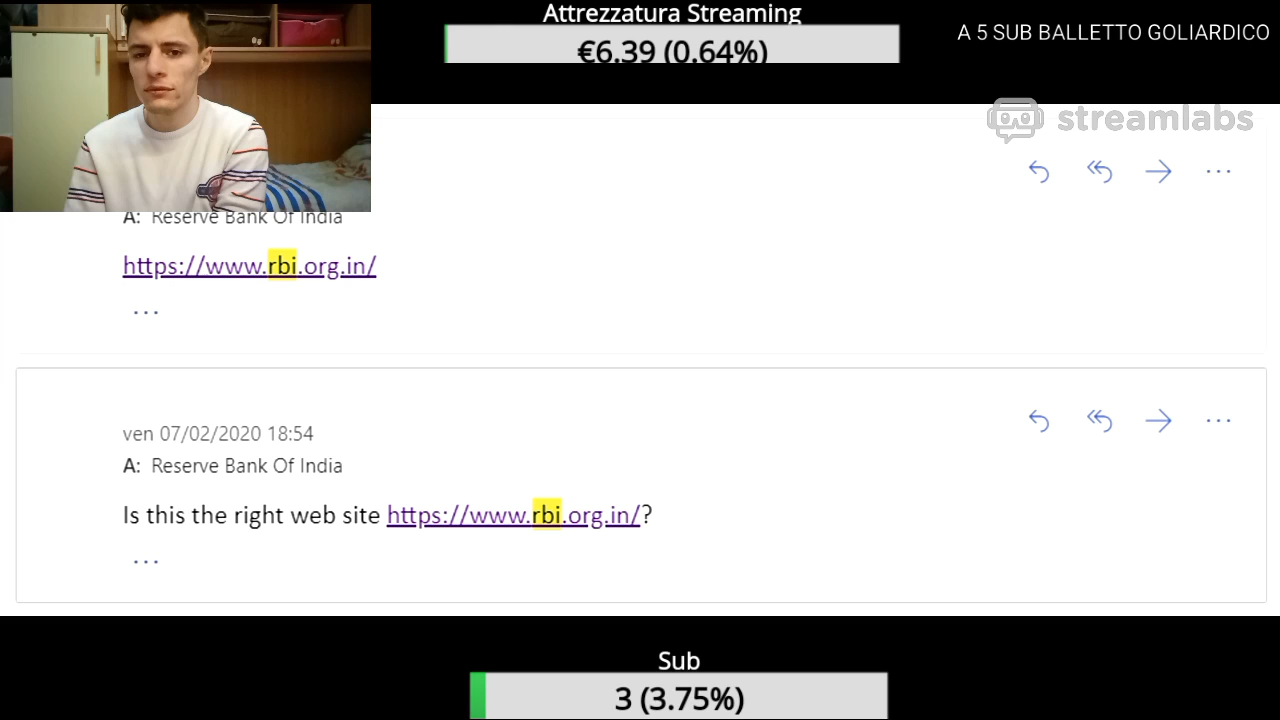 Attrezzatura Streaming
€6.39 (0.64%)
A 5 SUB BALLETTO GOLIARDICO
streamlabs
A: Reserve Bank Of India
https://www.rbi.org.in/
...
ven 07/02/2020 18:54
A: Reserve Bank Of India
Is this the right web site https://www.rbi.org.in/?
...
Sub
3 (3.75%)